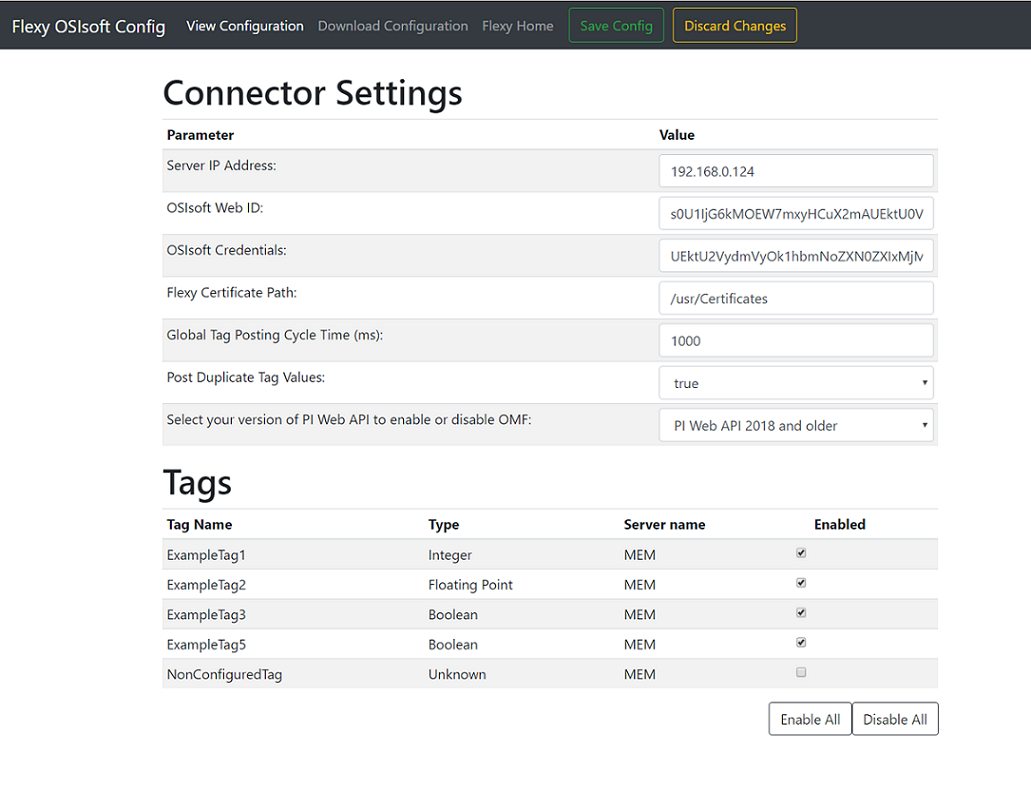 Flexy OSIsoft Config View Configuration Download Configuration Flexy Home Save Config Discard Changes
Connector Settings
Parameter Value
Server IP Address: 192.168.0.124
OSIsoft Web ID: s0U1IjG6kMOEW7mxyHCuX2mAUEktU0V
OSIsoft Credentials: UEktU2VydmVyOk1hbmNoZXN0ZXIxMjM
Flexy Certificate Path: /usr/Certificates
Global Tag Posting Cycle Time (ms): 1000
Post Duplicate Tag Values: true
Select your version of PI Web API to enable or disable OMF: PI Web API 2018 and older
Tags
Tag Name Type Server name Enabled
ExampleTag1 Integer MEM
ExampleTag2 Floating Point MEM
ExampleTag3 Boolean MEM
ExampleTag5 Boolean MEM
NonConfiguredTag Unknown MEM
Enable All Disable All